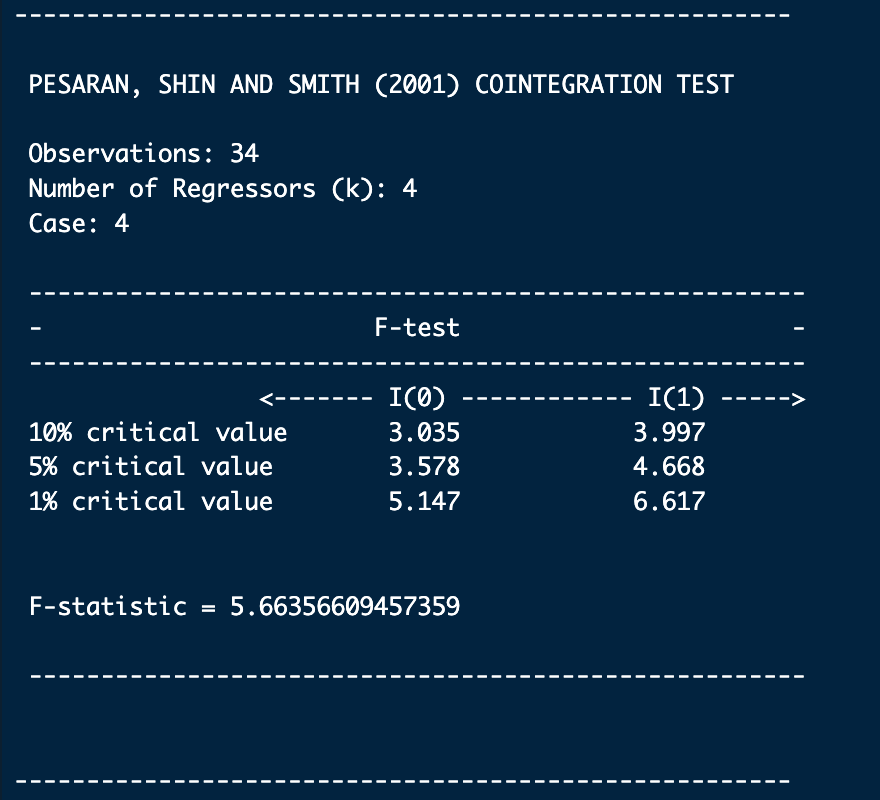 ------------------------------------------------------
PESARAN, SHIN AND SMITH (2001) COINTEGRATION TEST
Observations: 34
Number of Regressors (k): 4
Case: 4
------------------------------------------------------
-                       F-test                       -
------------------------------------------------------
                <------- I(0) ------------ I(1) ----->
10% critical value       3.035            3.997
5% critical value        3.578            4.668
1% critical value        5.147            6.617
F-statistic = 5.66356609457359
------------------------------------------------------
------------------------------------------------------